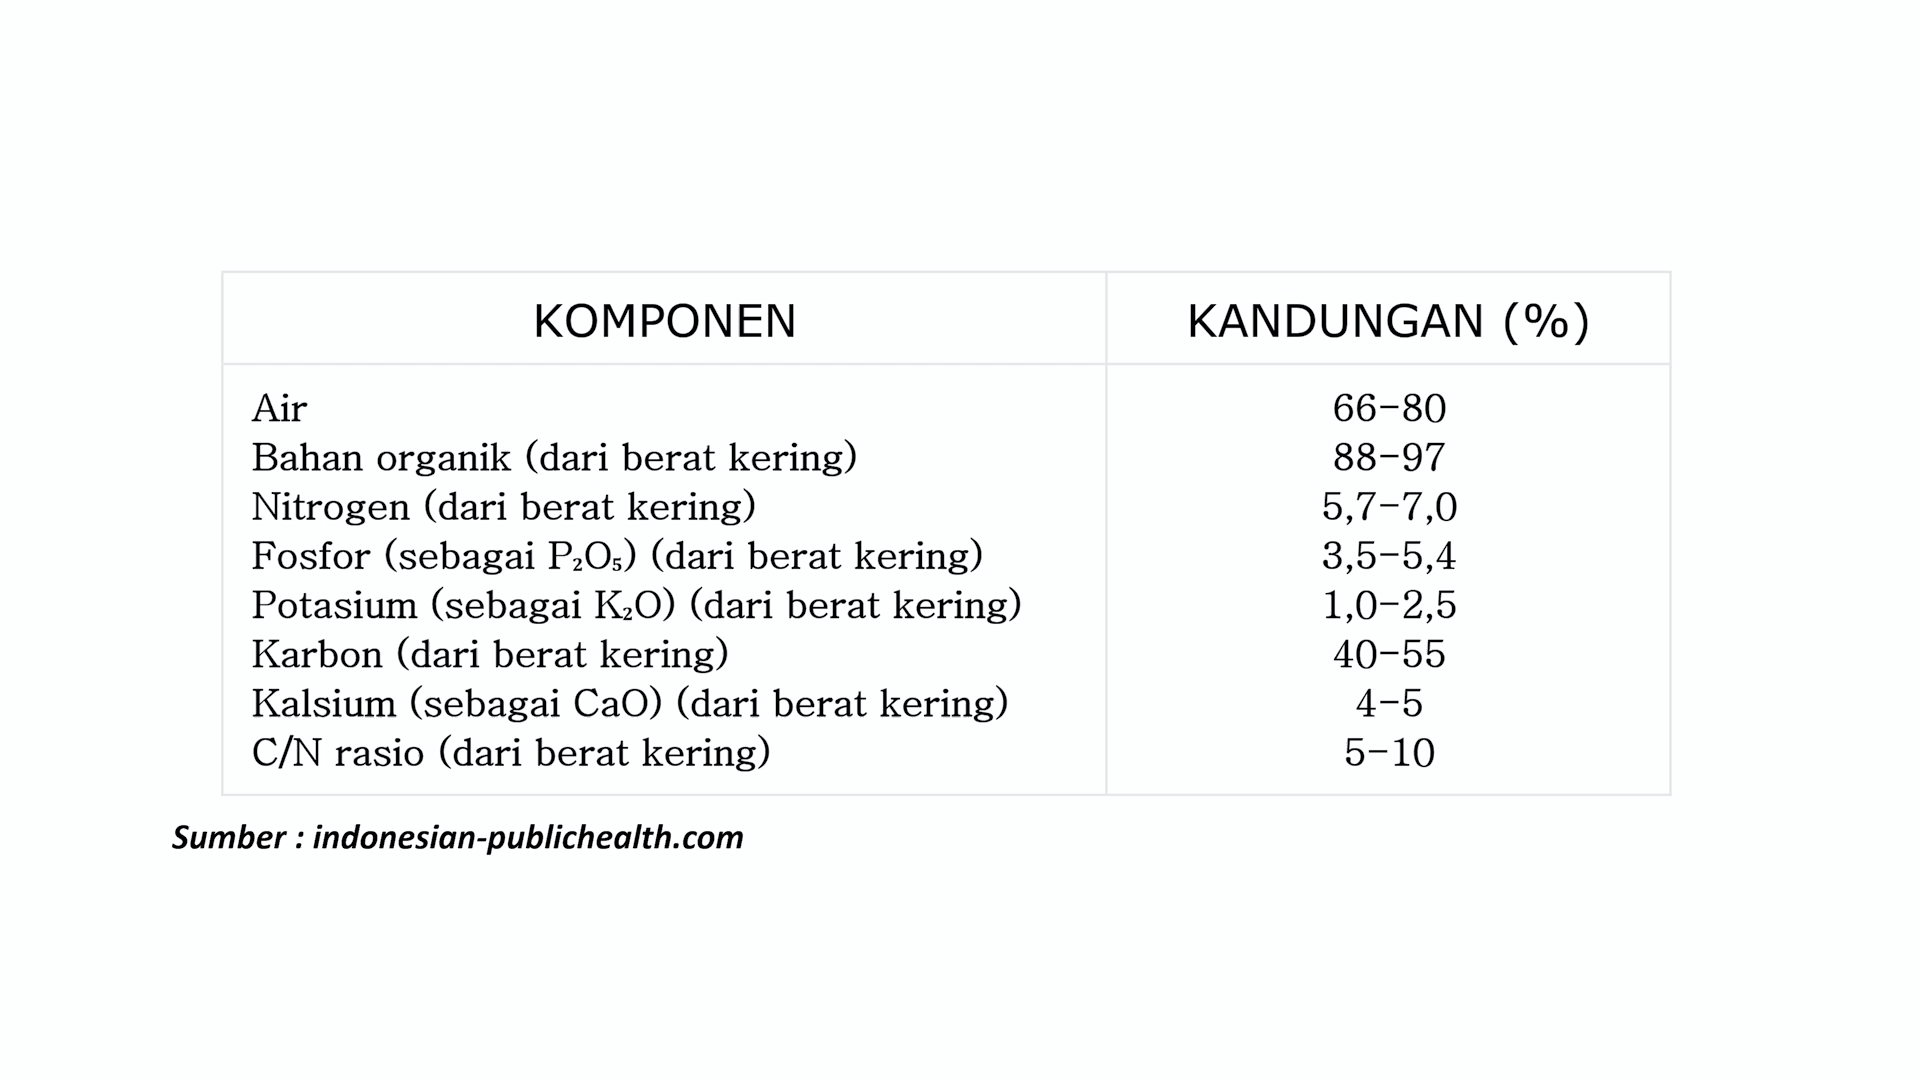 KOMPONEN KANDUNGAN (%)
Air 66-80
Bahan organik (dari berat kering) 88-97
Nitrogen (dari berat kering) 5,7-7,0
Fosfor (sebagai P₂O₅) (dari berat kering) 3,5-5,4
Potasium (sebagai K₂O) (dari berat kering) 1,0-2,5
Karbon (dari berat kering) 40-55
Kalsium (sebagai CaO) (dari berat kering) 4-5
C/N rasio (dari berat kering) 5-10
Sumber : indonesian-publichealth.com